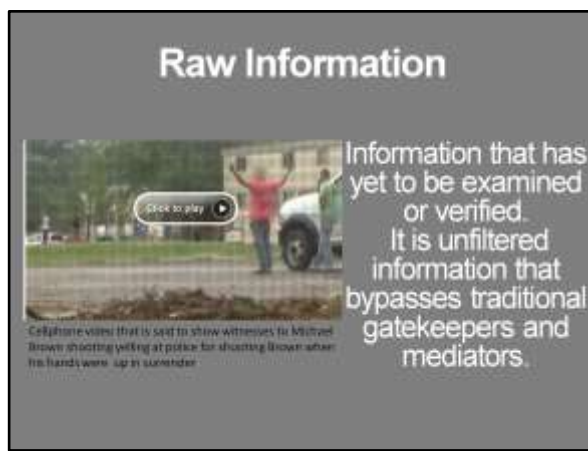 Raw Information
Click to play
Cellphone video that is said to show witnesses to Michael
Brown shooting yelling at police for shooting Brown when
his hands were up in surrender
Information that has
yet to be examined
or verified.
It is unfiltered
information that
bypasses traditional
gatekeepers and
mediators.